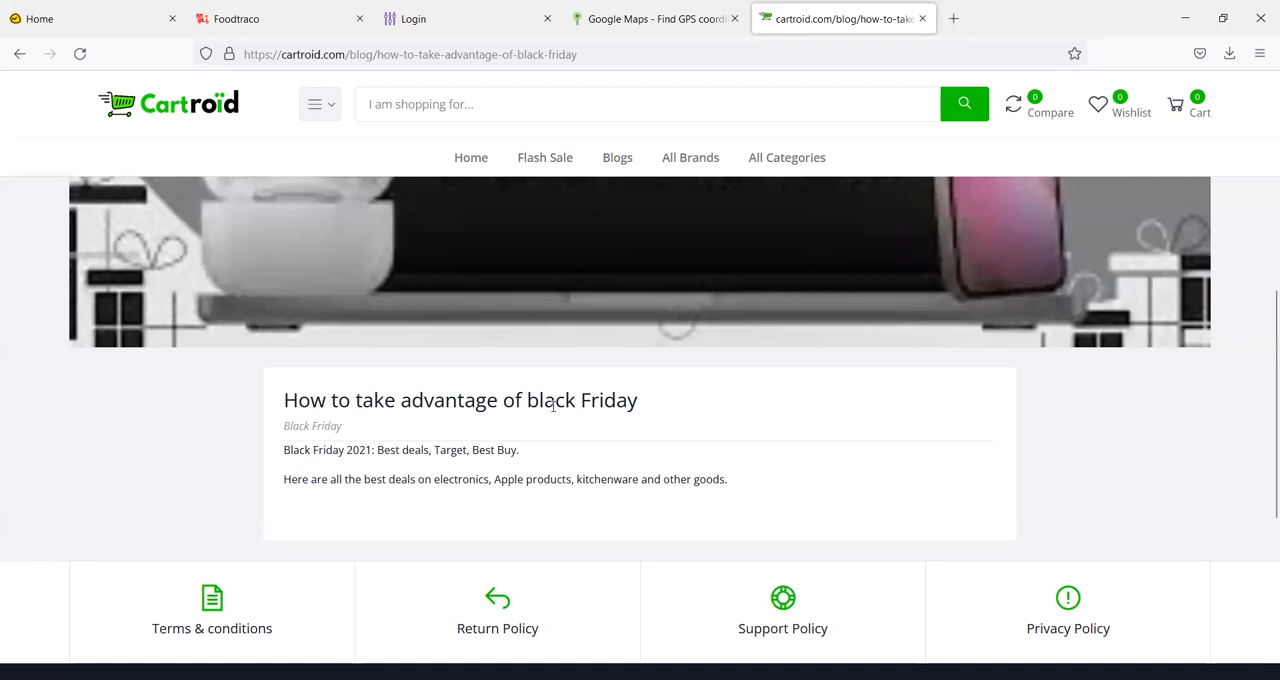 Home
Foodtraco
Login
Google Maps - Find GPS coordi
cartroid.com/blog/how-to-take
https://cartroid.com/blog/how-to-take-advantage-of-black-friday
Cartroïd
I am shopping for...
0
Compare
0
Wishlist
0
Cart
Home
Flash Sale
Blogs
All Brands
All Categories
How to take advantage of black Friday
Black Friday
Black Friday 2021: Best deals, Target, Best Buy.
Here are all the best deals on electronics, Apple products, kitchenware and other goods.
Terms & conditions
Return Policy
Support Policy
Privacy Policy